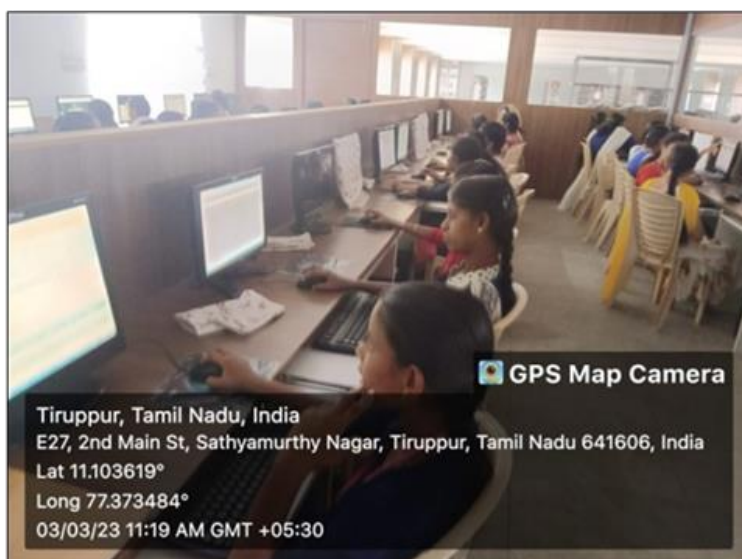 GPS Map Camera
Tiruppur, Tamil Nadu, India
E27, 2nd Main St, Sathyamurthy Nagar, Tiruppur, Tamil Nadu 641606, India
Lat 11.103619°
Long 77.373484°
03/03/23 11:19 AM GMT +05:30